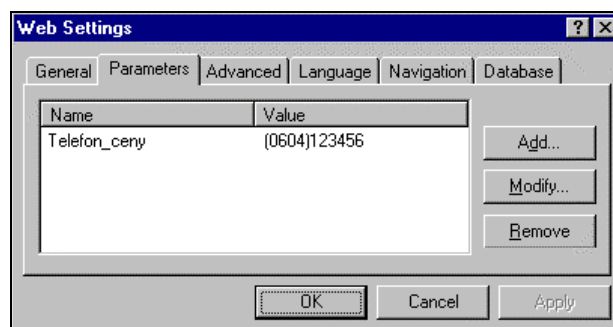 Web Settings
General Parameters Advanced Language Navigation Database
Name Value
Telefon_ceny (0604)123456
Add...
Modify...
Remove
OK Cancel Apply